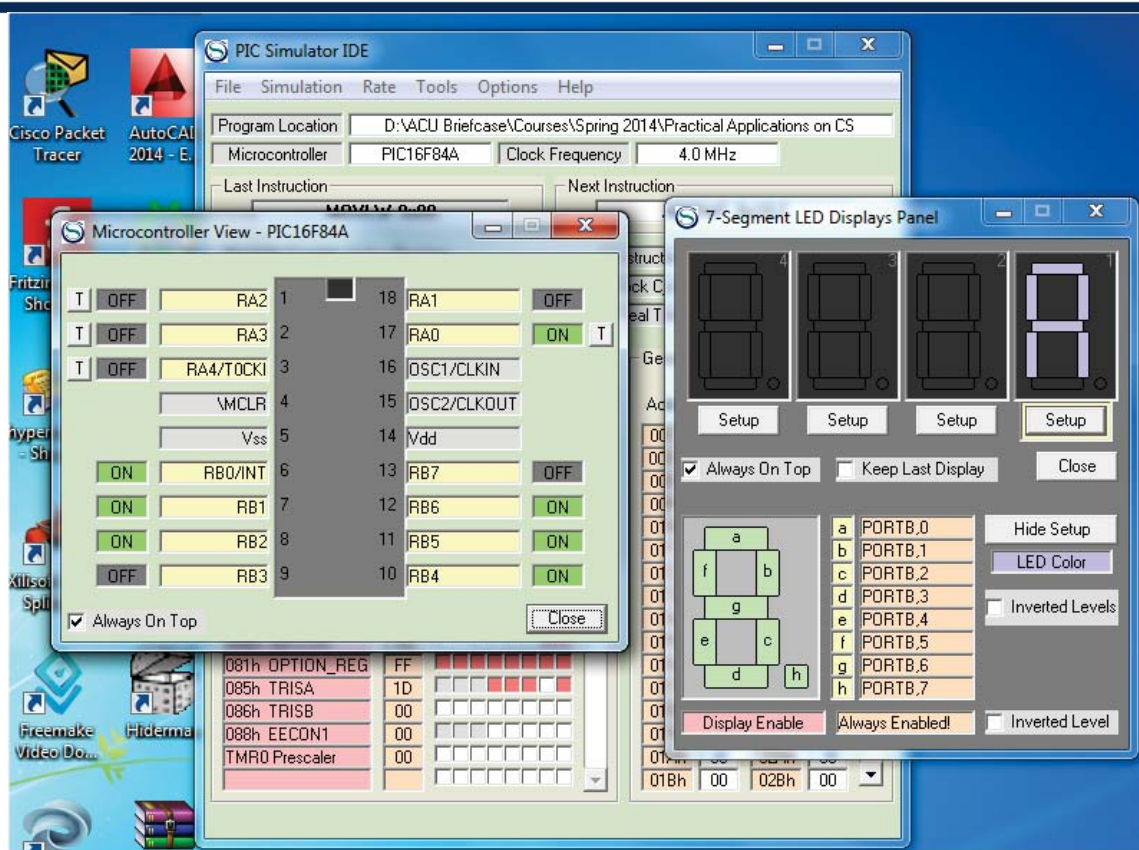 PIC Simulator IDE
File Simulation Rate Tools Options Help
Program Location D:\ACU Briefcase\Courses\Spring 2014\Practical Applications on CS
Microcontroller PIC16F84A Clock Frequency 4.0 MHz
Last Instruction Next Instruction
Cisco Packet
Tracer
2014 - E.
Microcontroller View - PIC16F84A
T OFF RA2 1 18 RA1 OFF
T OFF RA3 2 17 RA0 ON T
T OFF RA4/T0CKI 3 16 OSC1/CLKIN
\MCLR 4 15 OSC2/CLKOUT
Vss 5 14 Vdd
ON RB0/INT 6 13 RB7 OFF
ON RB1 7 12 RB6 ON
ON RB2 8 11 RB5 ON
OFF RB3 9 10 RB4 ON
Always On Top Close
7-Segment LED Displays Panel
4 3 2 1
Setup Setup Setup Setup
Always On Top Keep Last Display Close
a PORTB,0 Hide Setup
b PORTB,1 LED Color
c PORTB,2
d PORTB,3 Inverted Levels
e PORTB,4
f PORTB,5
g PORTB,6
h PORTB,7
a
f b
g
e c
d h
Display Enable Always Enabled! Inverted Level
081h OPTION_REG FF
085h TRISA 1D
086h TRISB 00
088h EECON1 00
TMR0 Prescaler 00
01Bh 00 02Bh 00
Freemake
Video Do...